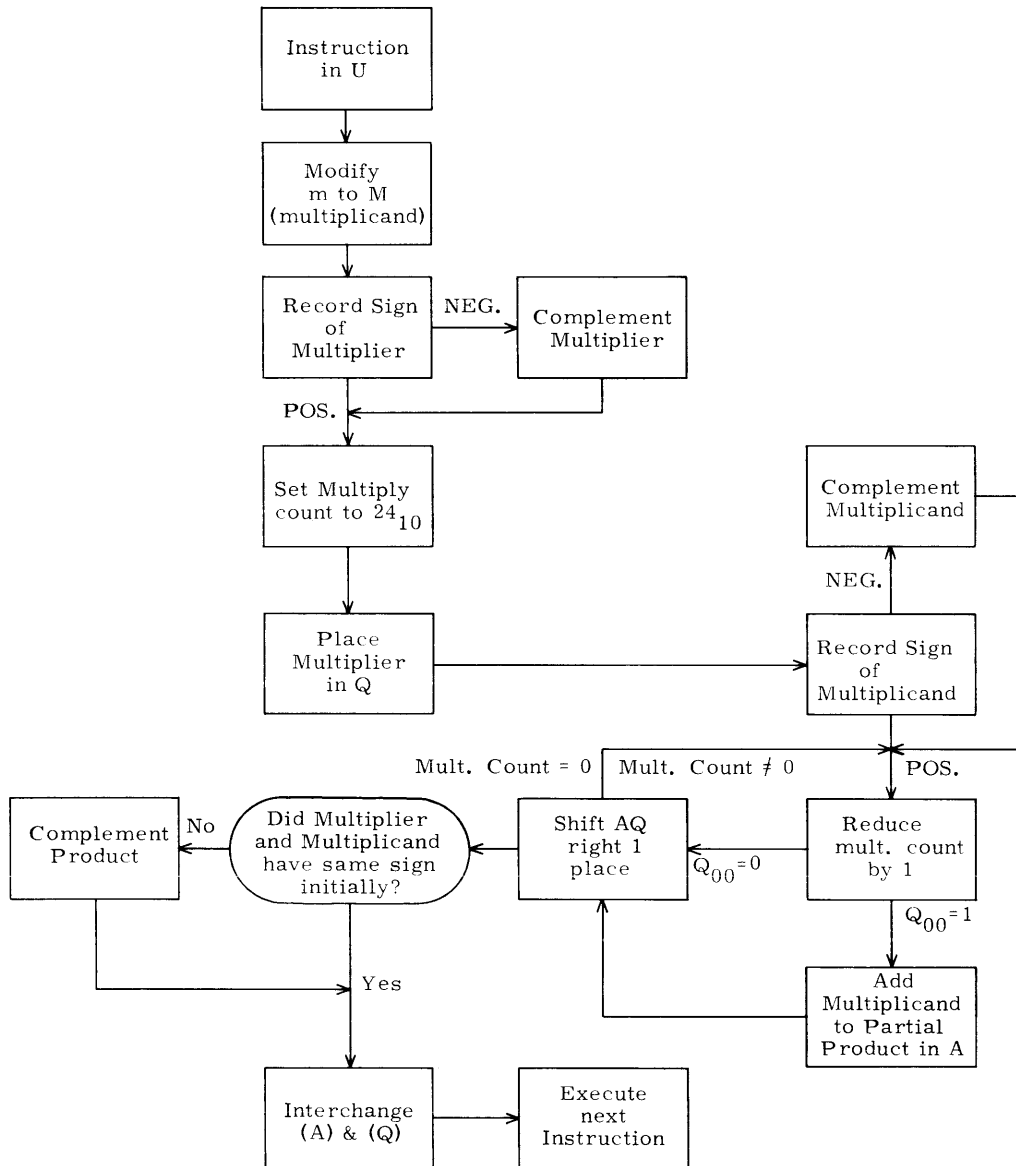 Instruction
in U
Modify
m to M
(multiplicand)
Record Sign
of
Multiplier
NEG.
Complement
Multiplier
POS.
Set Multiply
count to 24₁₀
Complement
Multiplicand
NEG.
Place
Multiplier
in Q
Record Sign
of
Multiplicand
Mult. Count = 0
Mult. Count ≠ 0
POS.
Complement
Product
No
Did Multiplier
and Multiplicand
have same sign
initially?
Shift AQ
right 1
place
Q₀₀=0
Reduce
mult. count
by 1
Q₀₀=1
Yes
Add
Multiplicand
to Partial
Product in A
Interchange
(A) & (Q)
Execute
next
Instruction